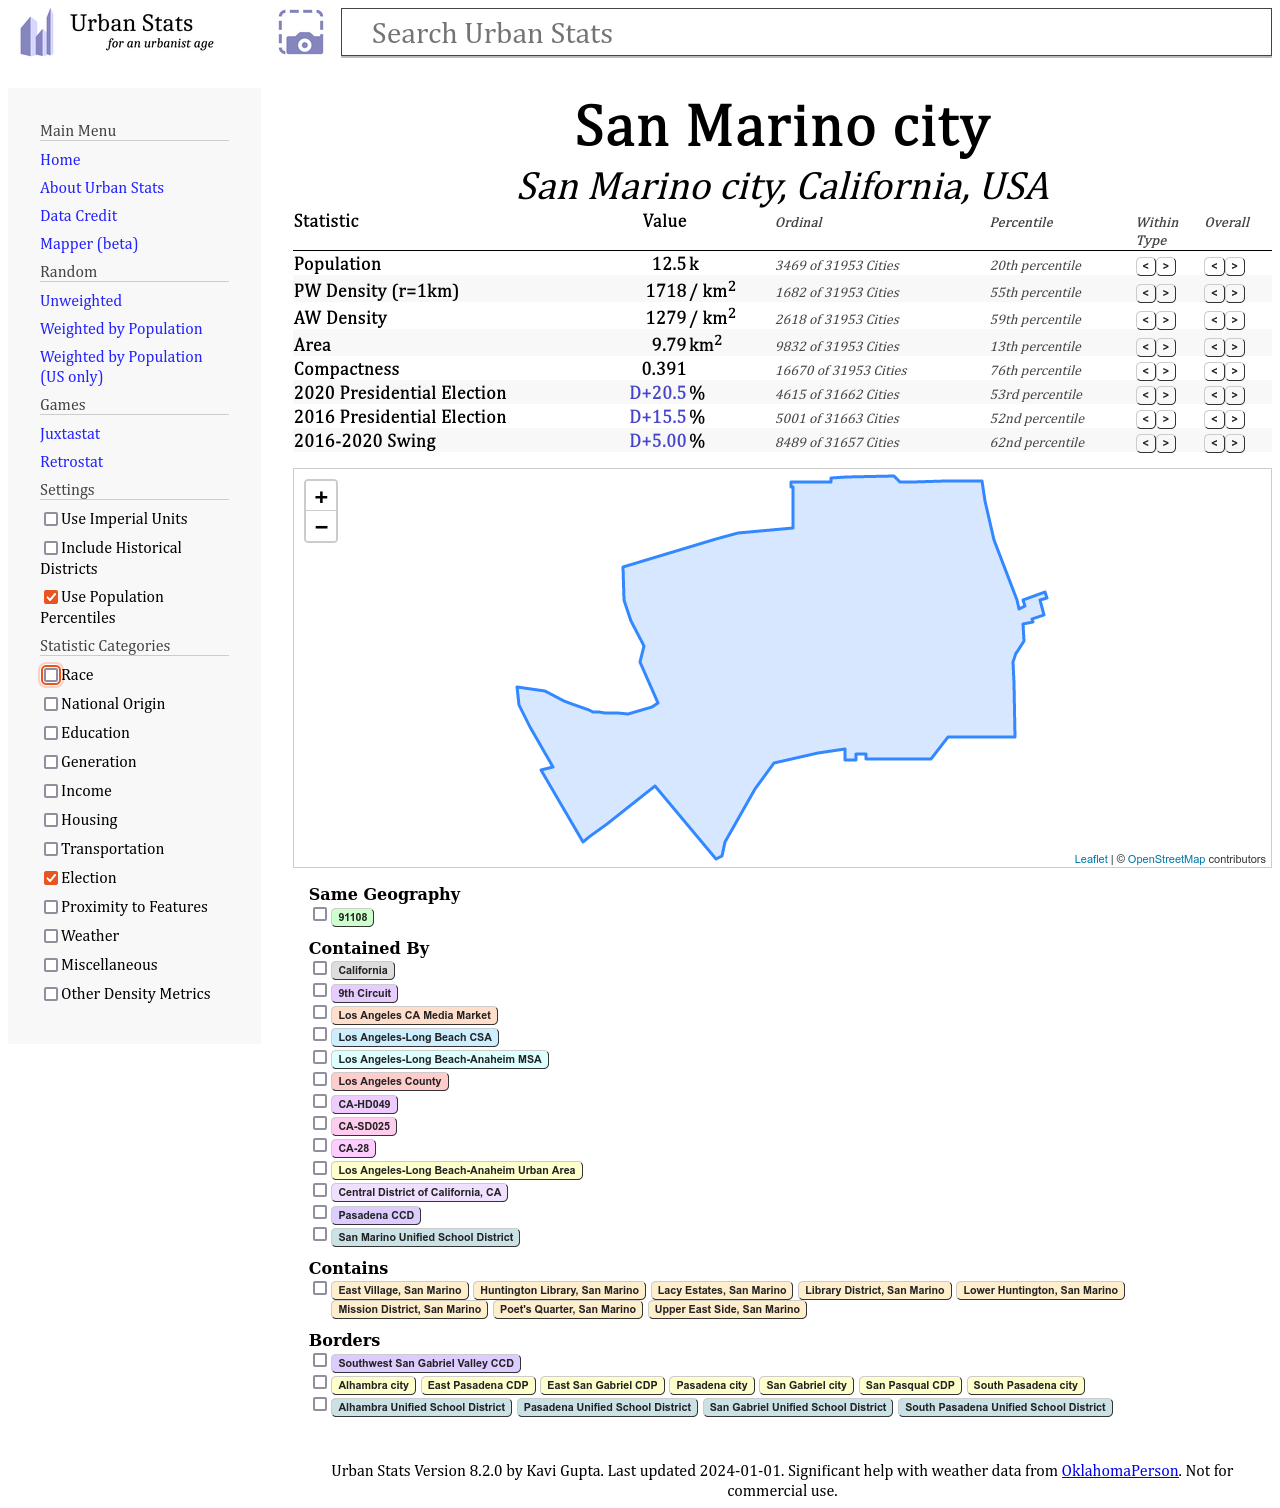 Urban Stats
for an urbanist age
Search Urban Stats
Main Menu
Home
About Urban Stats
Data Credit
Mapper (beta)
Random
Unweighted
Weighted by Population
Weighted by Population
(US only)
Games
Juxtastat
Retrostat
Settings
Use Imperial Units
Include Historical
Districts
Use Population
Percentiles
Statistic Categories
Race
National Origin
Education
Generation
Income
Housing
Transportation
Election
Proximity to Features
Weather
Miscellaneous
Other Density Metrics
San Marino city
San Marino city, California, USA
Statistic Value Ordinal Percentile Within Type Overall
Population 12.5 k 3469 of 31953 Cities 20th percentile < > < >
PW Density (r=1km) 1718 / km² 1682 of 31953 Cities 55th percentile < > < >
AW Density 1279 / km² 2618 of 31953 Cities 59th percentile < > < >
Area 9.79 km² 9832 of 31953 Cities 13th percentile < > < >
Compactness 0.391 16670 of 31953 Cities 76th percentile < > < >
2020 Presidential Election D+20.5 % 4615 of 31662 Cities 53rd percentile < > < >
2016 Presidential Election D+15.5 % 5001 of 31663 Cities 52nd percentile < > < >
2016-2020 Swing D+5.00 % 8489 of 31657 Cities 62nd percentile < > < >
+
−
Leaflet | © OpenStreetMap contributors
Same Geography
91108
Contained By
California
9th Circuit
Los Angeles CA Media Market
Los Angeles-Long Beach CSA
Los Angeles-Long Beach-Anaheim MSA
Los Angeles County
CA-HD049
CA-SD025
CA-28
Los Angeles-Long Beach-Anaheim Urban Area
Central District of California, CA
Pasadena CCD
San Marino Unified School District
Contains
East Village, San Marino Huntington Library, San Marino Lacy Estates, San Marino Library District, San Marino Lower Huntington, San Marino
Mission District, San Marino Poet's Quarter, San Marino Upper East Side, San Marino
Borders
Southwest San Gabriel Valley CCD
Alhambra city East Pasadena CDP East San Gabriel CDP Pasadena city San Gabriel city San Pasqual CDP South Pasadena city
Alhambra Unified School District Pasadena Unified School District San Gabriel Unified School District South Pasadena Unified School District
Urban Stats Version 8.2.0 by Kavi Gupta. Last updated 2024-01-01. Significant help with weather data from OklahomaPerson. Not for
commercial use.